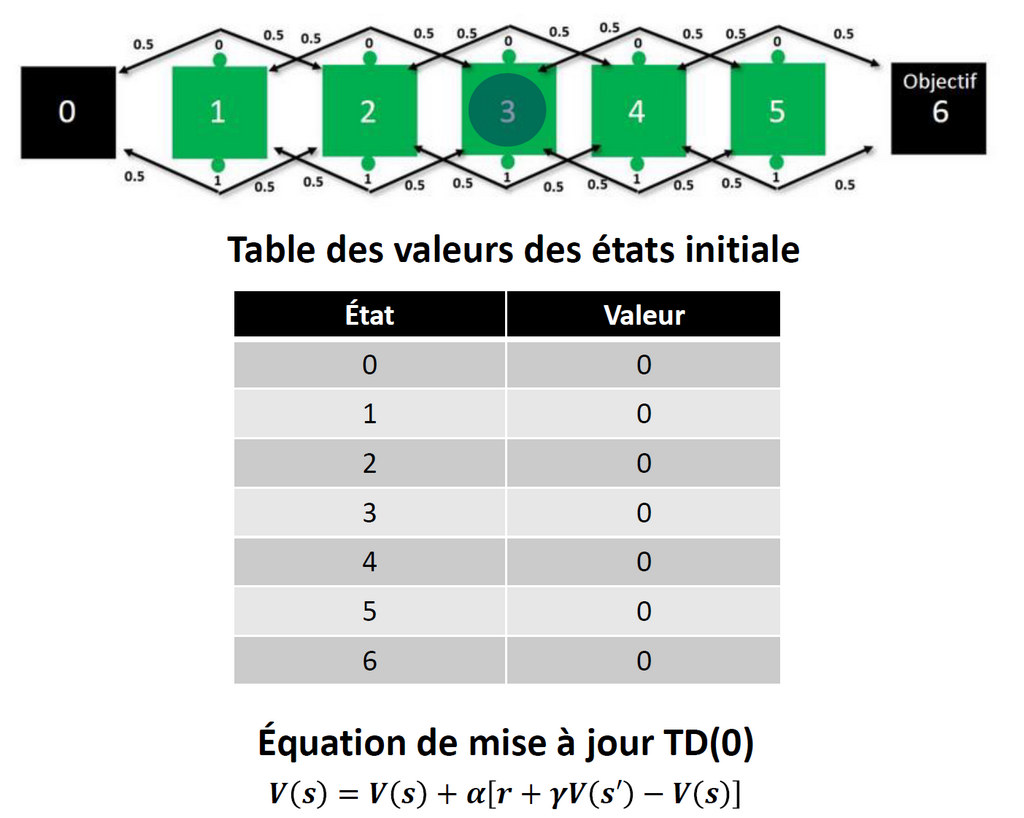 0.5 0 0.5 0.5 0 0.5 0.5 0 0.5 0.5 0 0.5 0.5 0 0.5
0 1 2 3 4 5 Objectif
6
0.5 1 0.5 0.5 1 0.5 0.5 1 0.5 0.5 1 0.5 0.5 1 0.5
Table des valeurs des états initiale
État Valeur
0 0
1 0
2 0
3 0
4 0
5 0
6 0
Équation de mise à jour TD(0)
V(s) = V(s) + α[r + γV(s′) − V(s)]